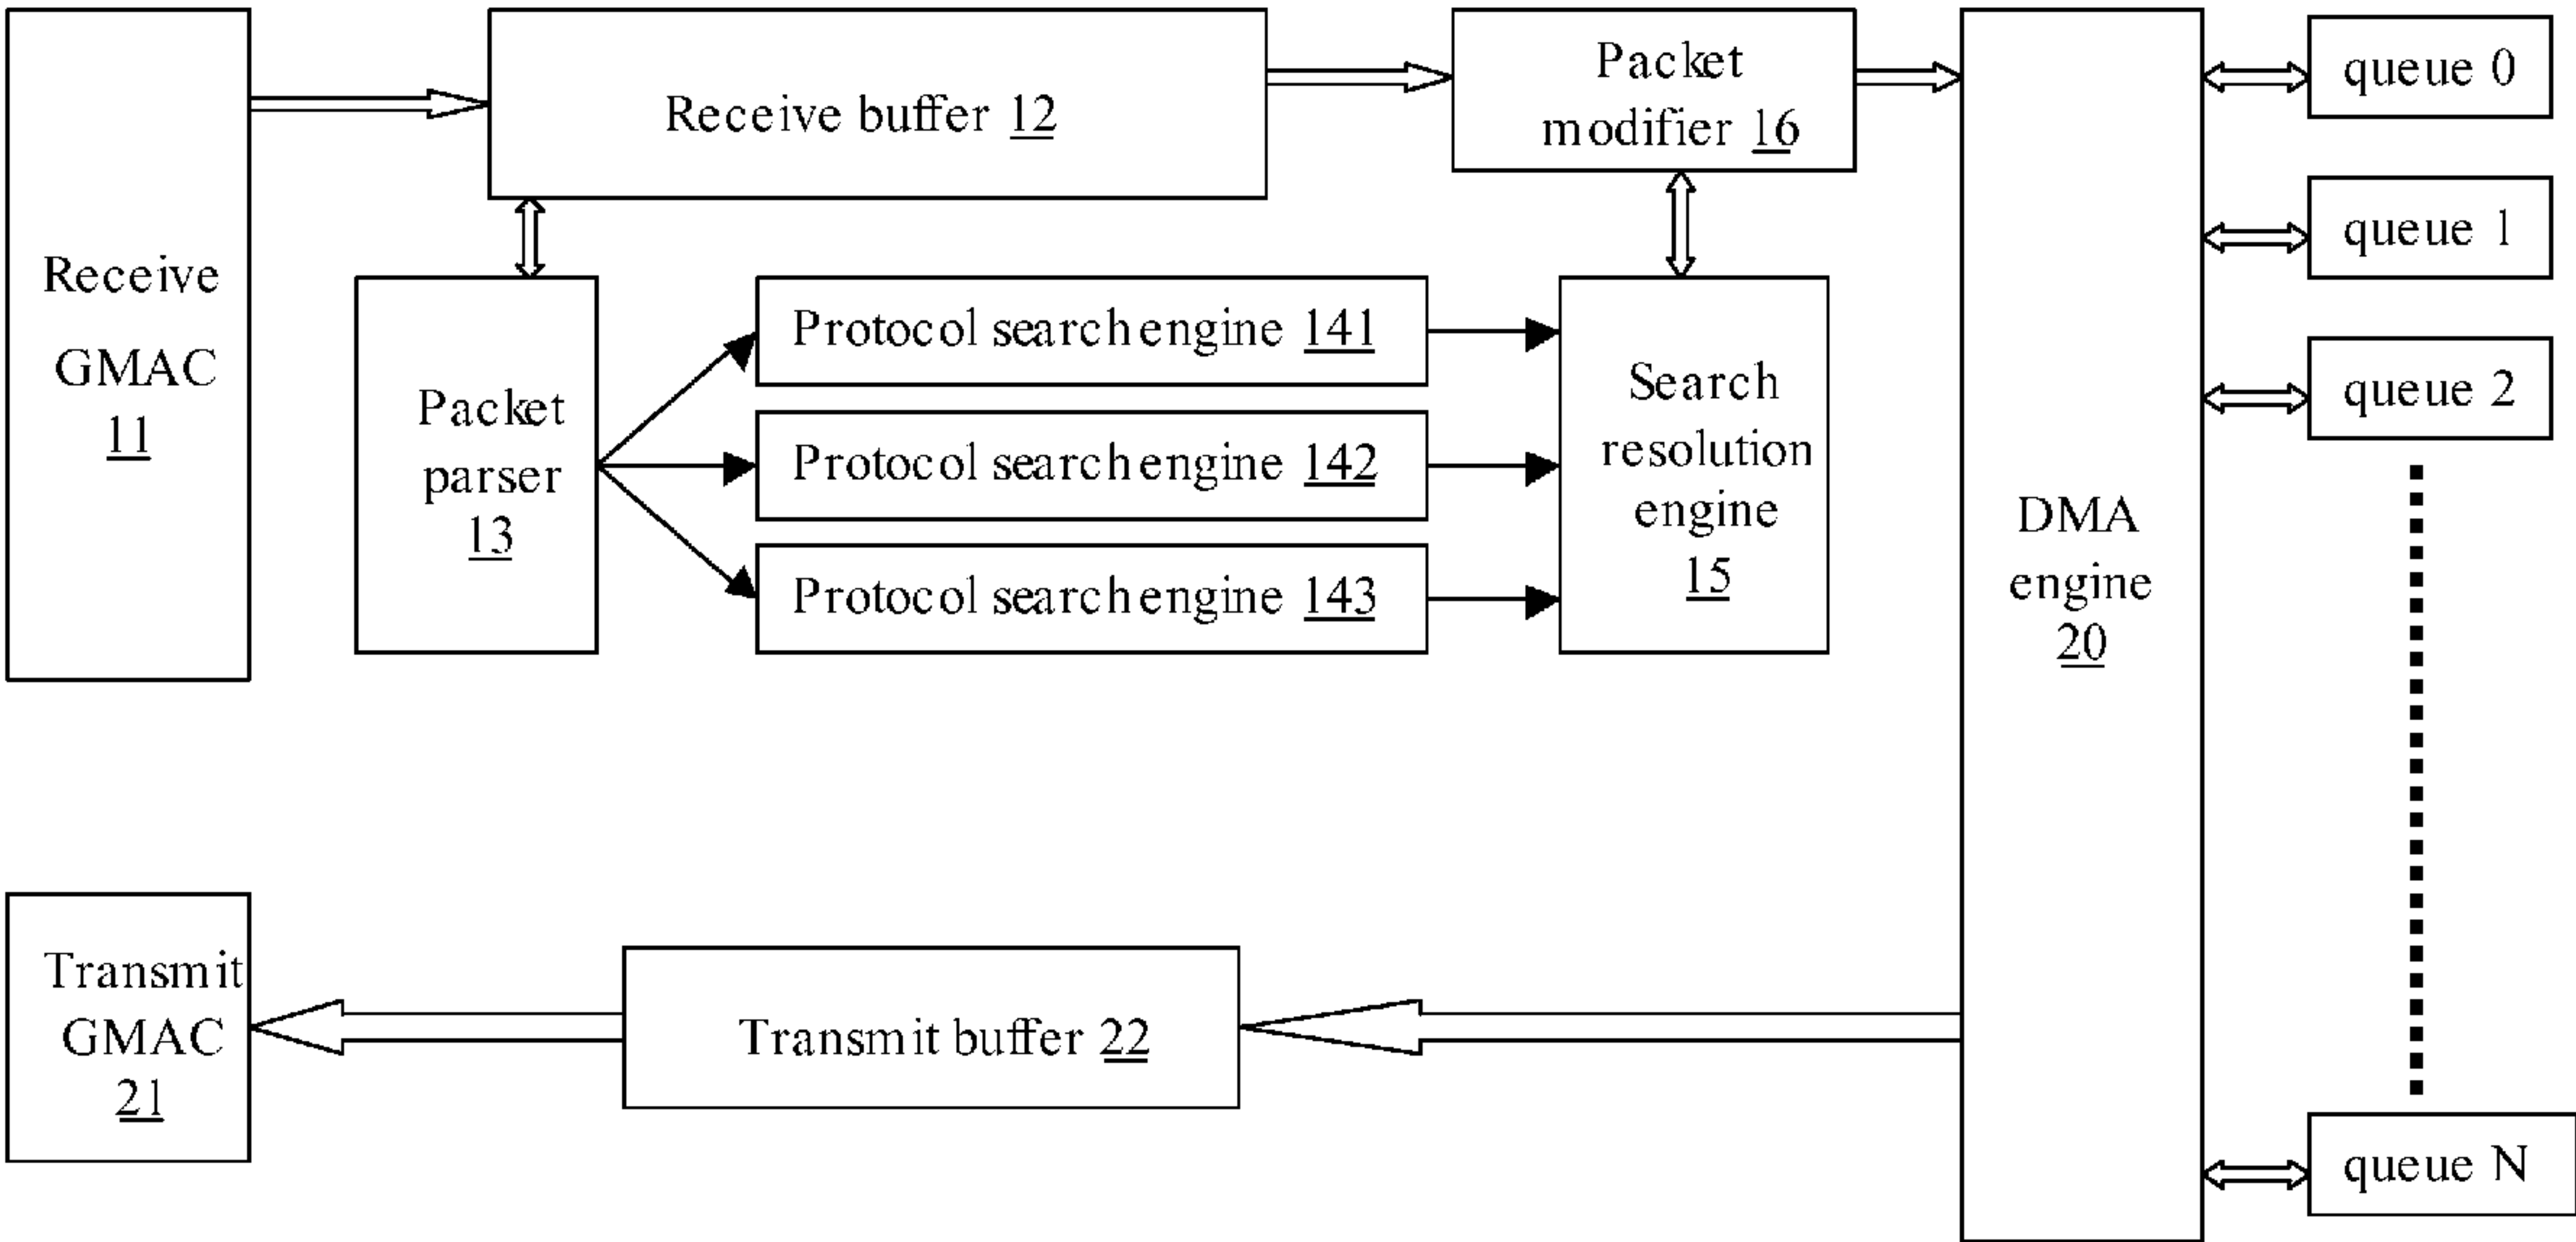 Receive
GMAC
11
Receive buffer 12
Packet
modifier 16
Packet
parser
13
Protocol search engine 141
Protocol search engine 142
Protocol search engine 143
Search
resolution
engine
15
DMA
engine
20
queue 0
queue 1
queue 2
queue N
Transmit
GMAC
21
Transmit buffer 22